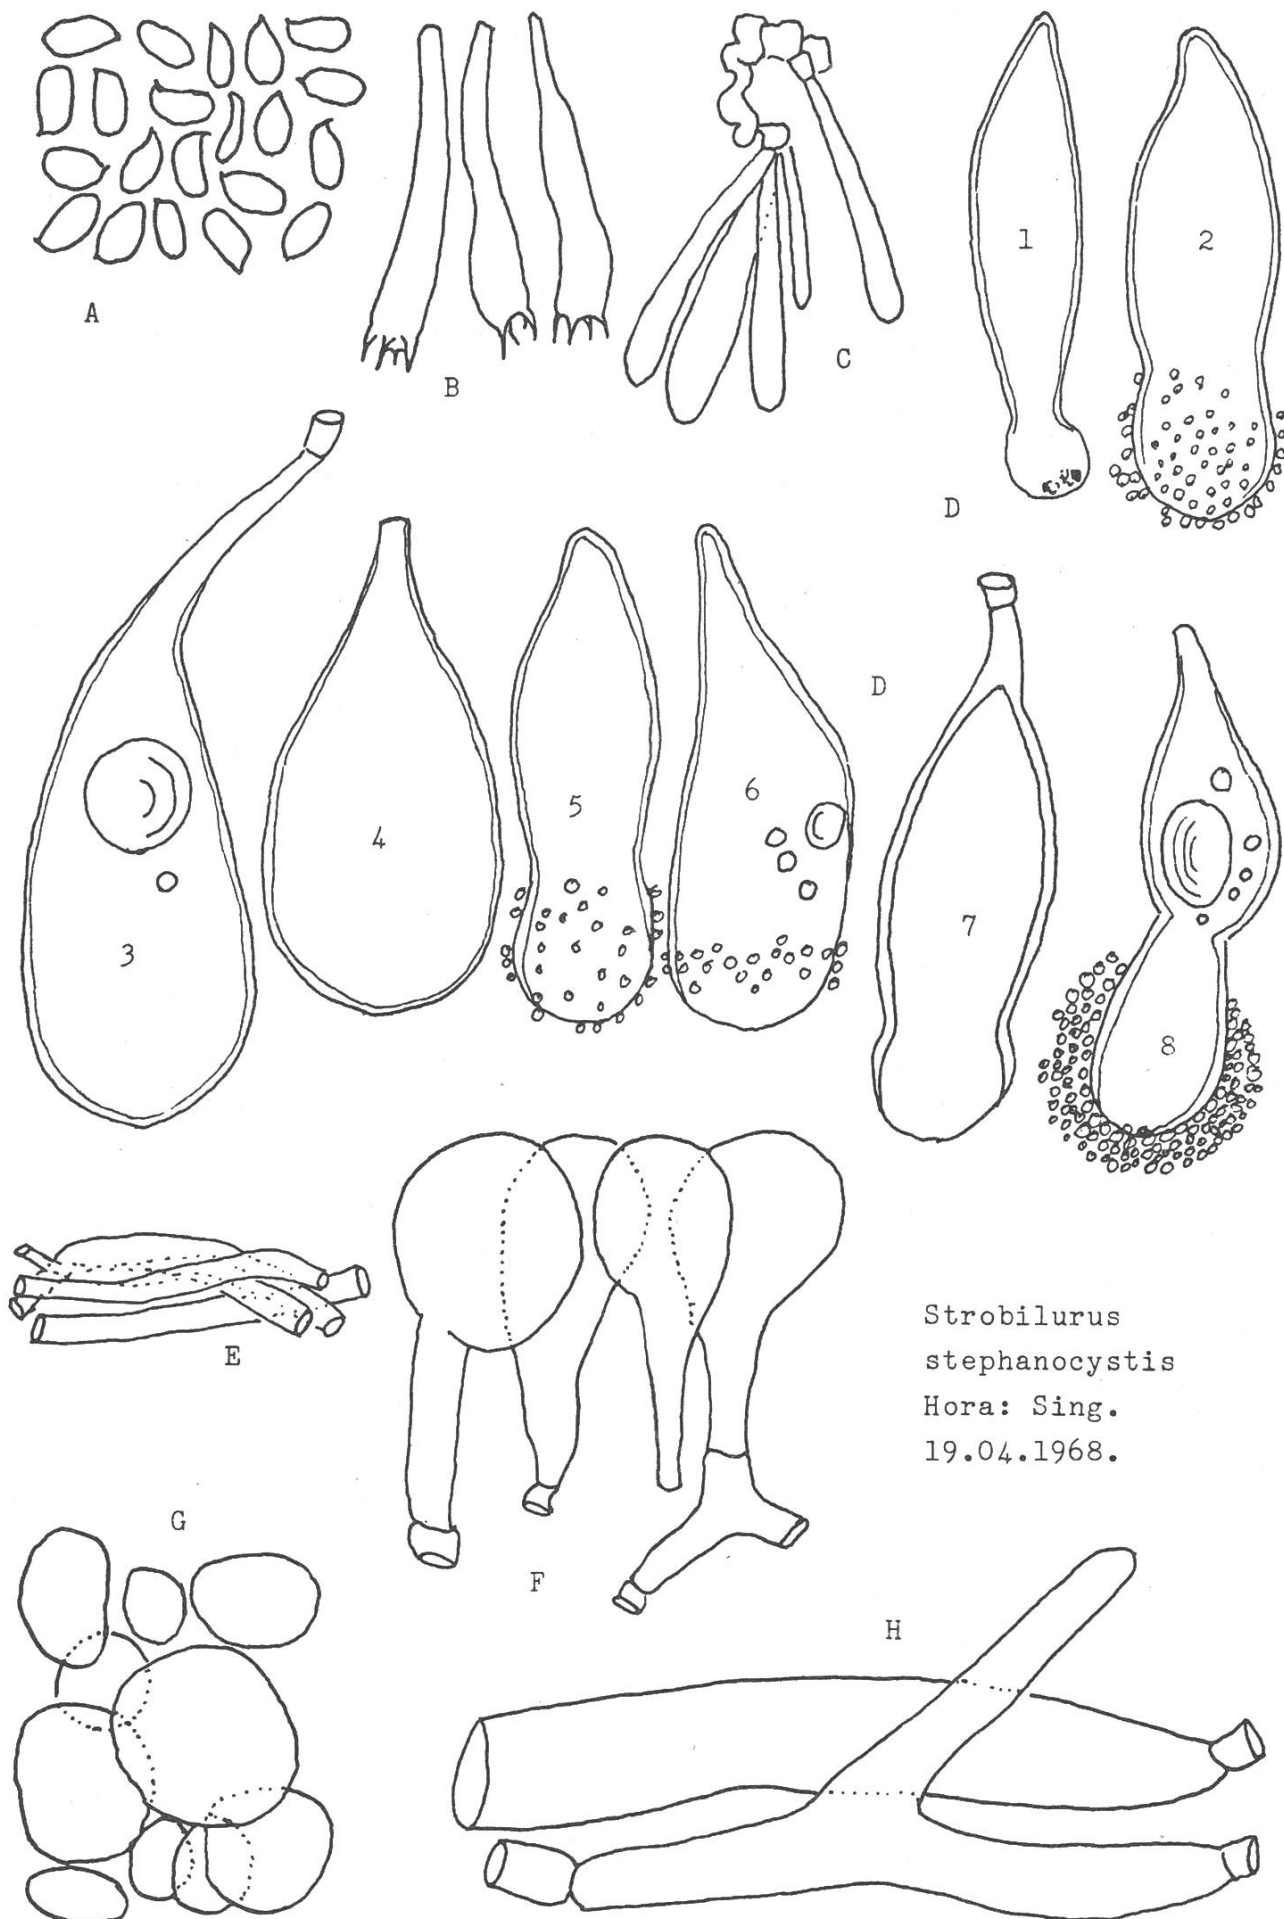 A
B
C
D
1
2
3
4
5
6
D
7
8
E
F
Strobilurus
stephanocystis
Hora: Sing.
19.04.1968.
G
H